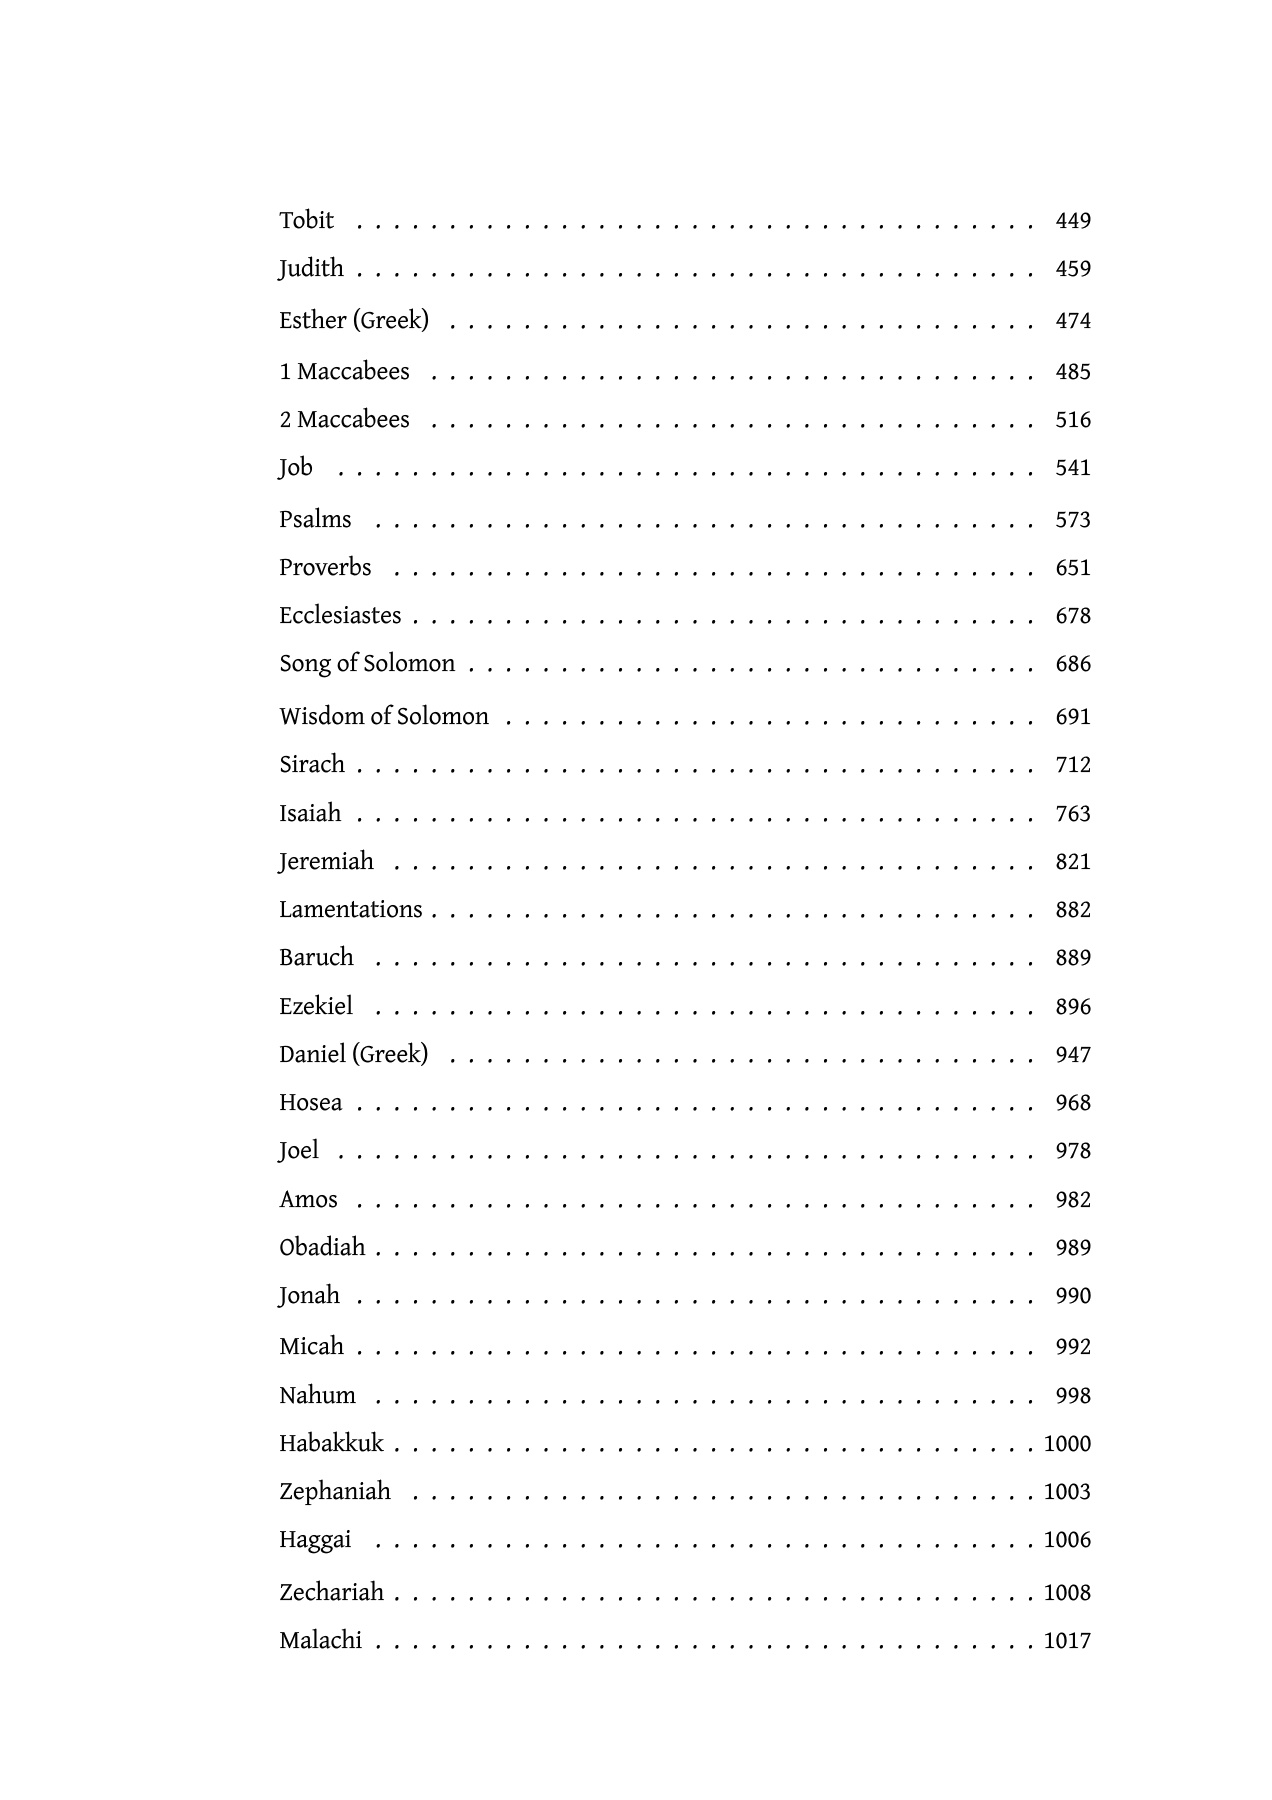 Tobit . . . . . . . . . . . . . . . . . . . . . . . . . . . . . . . . . . . . . 449
Judith . . . . . . . . . . . . . . . . . . . . . . . . . . . . . . . . . . . . . 459
Esther (Greek) . . . . . . . . . . . . . . . . . . . . . . . . . . . . . . . . 474
1 Maccabees . . . . . . . . . . . . . . . . . . . . . . . . . . . . . . . . . 485
2 Maccabees . . . . . . . . . . . . . . . . . . . . . . . . . . . . . . . . . 516
Job . . . . . . . . . . . . . . . . . . . . . . . . . . . . . . . . . . . . . . 541
Psalms . . . . . . . . . . . . . . . . . . . . . . . . . . . . . . . . . . . . 573
Proverbs . . . . . . . . . . . . . . . . . . . . . . . . . . . . . . . . . . . 651
Ecclesiastes . . . . . . . . . . . . . . . . . . . . . . . . . . . . . . . . . . 678
Song of Solomon . . . . . . . . . . . . . . . . . . . . . . . . . . . . . . . 686
Wisdom of Solomon . . . . . . . . . . . . . . . . . . . . . . . . . . . . . 691
Sirach . . . . . . . . . . . . . . . . . . . . . . . . . . . . . . . . . . . . . 712
Isaiah . . . . . . . . . . . . . . . . . . . . . . . . . . . . . . . . . . . . . 763
Jeremiah . . . . . . . . . . . . . . . . . . . . . . . . . . . . . . . . . . . 821
Lamentations . . . . . . . . . . . . . . . . . . . . . . . . . . . . . . . . . 882
Baruch . . . . . . . . . . . . . . . . . . . . . . . . . . . . . . . . . . . . 889
Ezekiel . . . . . . . . . . . . . . . . . . . . . . . . . . . . . . . . . . . . 896
Daniel (Greek) . . . . . . . . . . . . . . . . . . . . . . . . . . . . . . . . 947
Hosea . . . . . . . . . . . . . . . . . . . . . . . . . . . . . . . . . . . . . 968
Joel . . . . . . . . . . . . . . . . . . . . . . . . . . . . . . . . . . . . . . 978
Amos . . . . . . . . . . . . . . . . . . . . . . . . . . . . . . . . . . . . . 982
Obadiah . . . . . . . . . . . . . . . . . . . . . . . . . . . . . . . . . . . . 989
Jonah . . . . . . . . . . . . . . . . . . . . . . . . . . . . . . . . . . . . . 990
Micah . . . . . . . . . . . . . . . . . . . . . . . . . . . . . . . . . . . . . 992
Nahum . . . . . . . . . . . . . . . . . . . . . . . . . . . . . . . . . . . . 998
Habakkuk . . . . . . . . . . . . . . . . . . . . . . . . . . . . . . . . . . . 1000
Zephaniah . . . . . . . . . . . . . . . . . . . . . . . . . . . . . . . . . . 1003
Haggai . . . . . . . . . . . . . . . . . . . . . . . . . . . . . . . . . . . . 1006
Zechariah . . . . . . . . . . . . . . . . . . . . . . . . . . . . . . . . . . . 1008
Malachi . . . . . . . . . . . . . . . . . . . . . . . . . . . . . . . . . . . . 1017